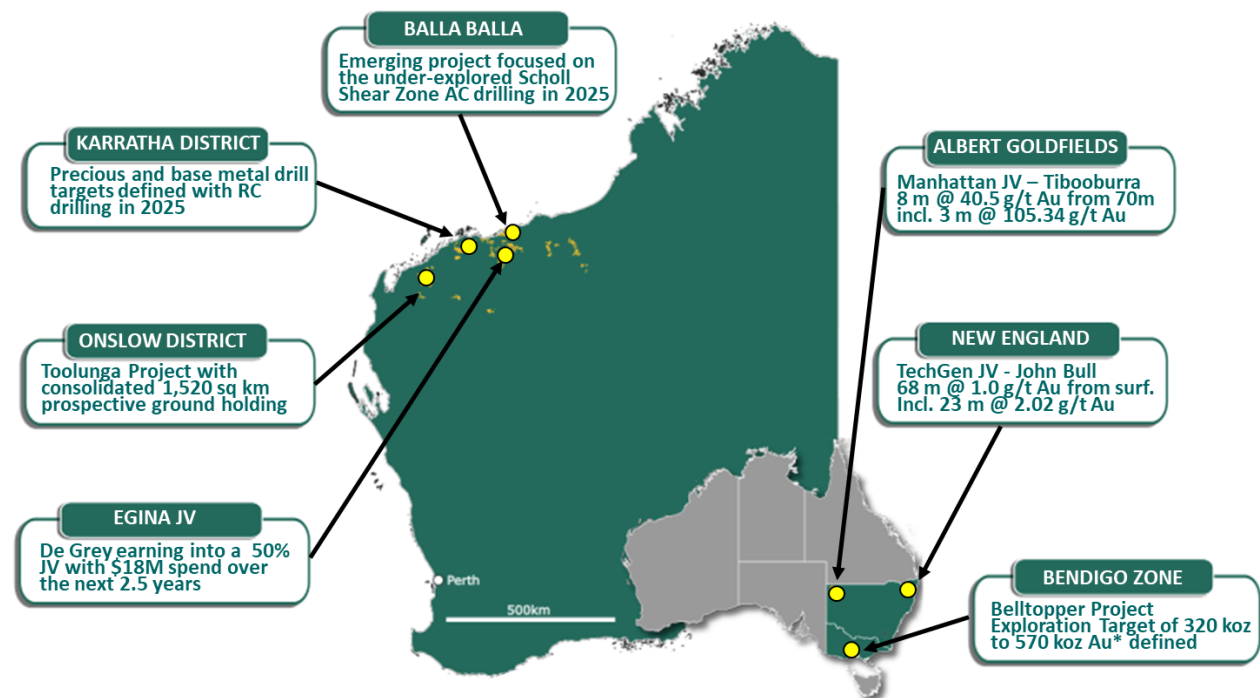 BALLA BALLA
Emerging project focused on
the under-explored Scholl
Shear Zone AC drilling in 2025
KARRATHA DISTRICT
Precious and base metal drill
targets defined with RC
drilling in 2025
ONSLOW DISTRICT
Toolunga Project with
consolidated 1,520 sq km
prospective ground holding
EGINA JV
De Grey earning into a 50%
JV with $18M spend over
the next 2.5 years
Perth
500km
ALBERT GOLDFIELDS
Manhattan JV – Tibooburra
8 m @ 40.5 g/t Au from 70m
incl. 3 m @ 105.34 g/t Au
NEW ENGLAND
TechGen JV - John Bull
68 m @ 1.0 g/t Au from surf.
Incl. 23 m @ 2.02 g/t Au
BENDIGO ZONE
Belltopper Project
Exploration Target of 320 koz
to 570 koz Au* defined